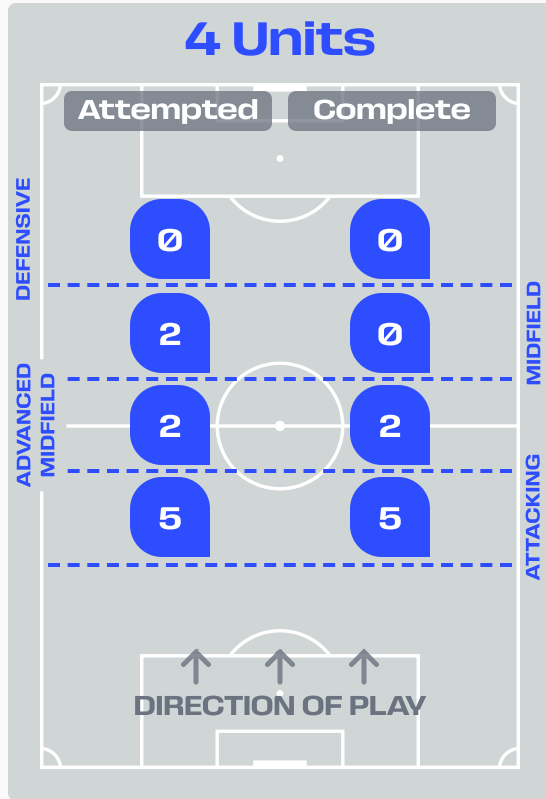 4 Units
Attempted Complete
DEFENSIVE
0 0
MIDFIELD
2 0
ADVANCED
MIDFIELD
2 2
ATTACKING
5 5
DIRECTION OF PLAY